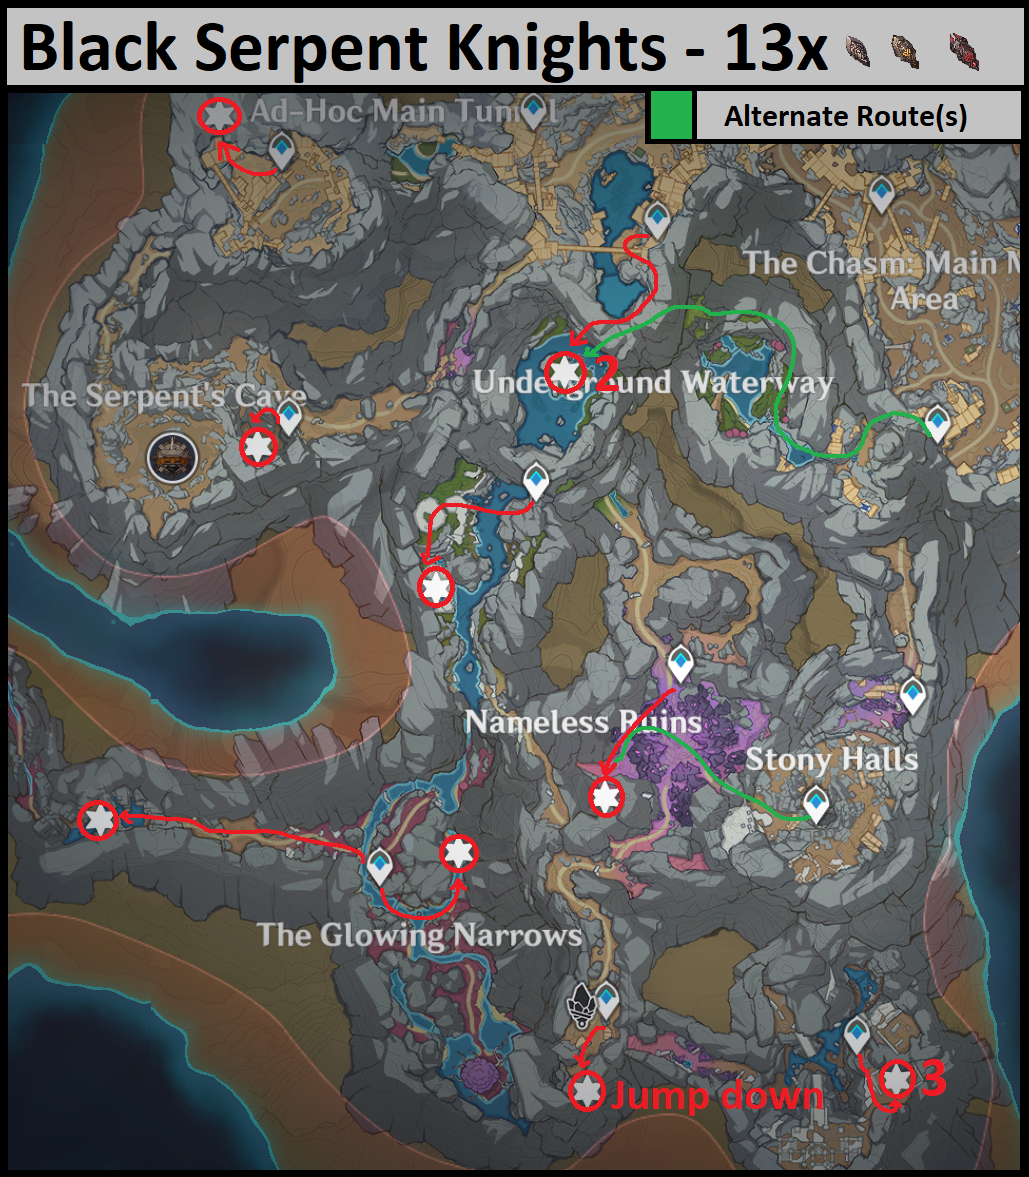 Black Serpent Knights - 13x
Alternate Route(s)
Ad-Hoc Main Tunnel
The Chasm: Main M
Area
2
Underground Waterway
The Serpent's Cave
Nameless Ruins
Stony Halls
The Glowing Narrows
3
Jump down